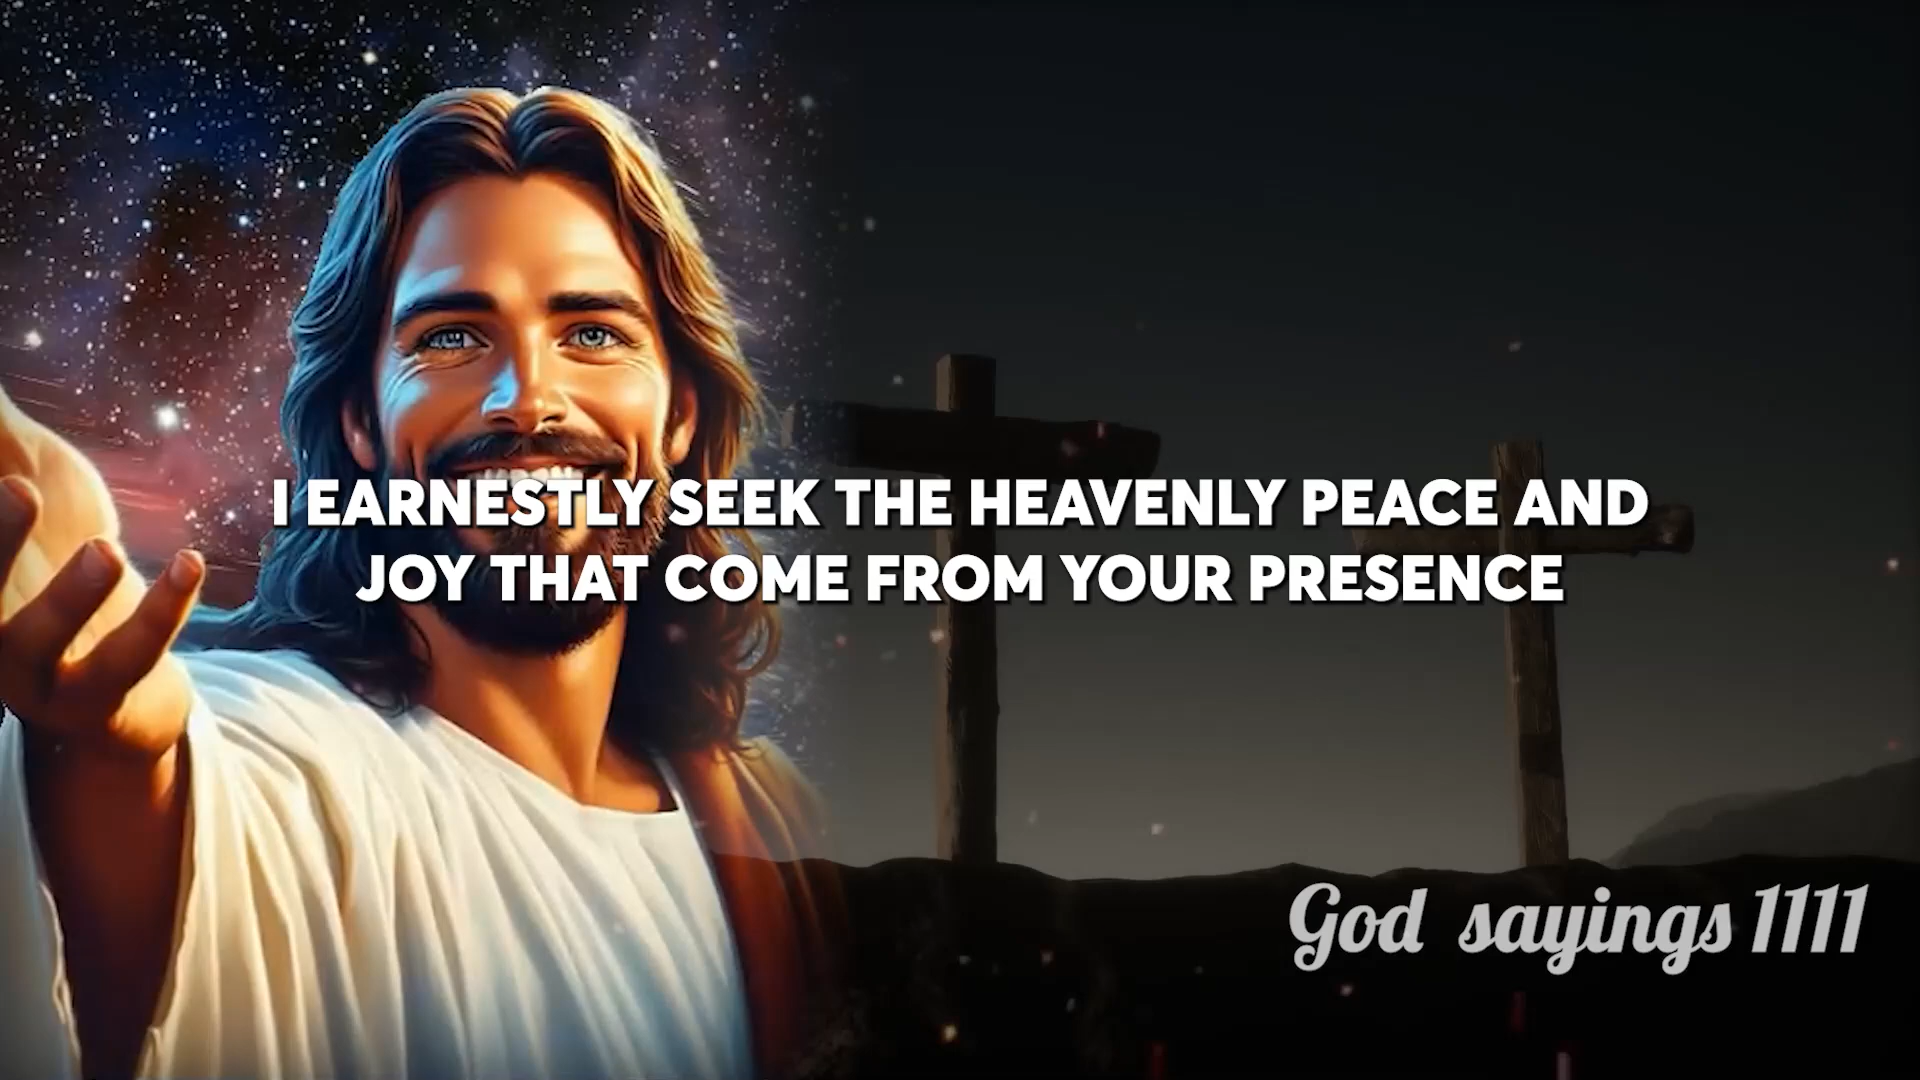 I EARNESTLY SEEK THE HEAVENLY PEACE AND
JOY THAT COME FROM YOUR PRESENCE
God sayings 1111